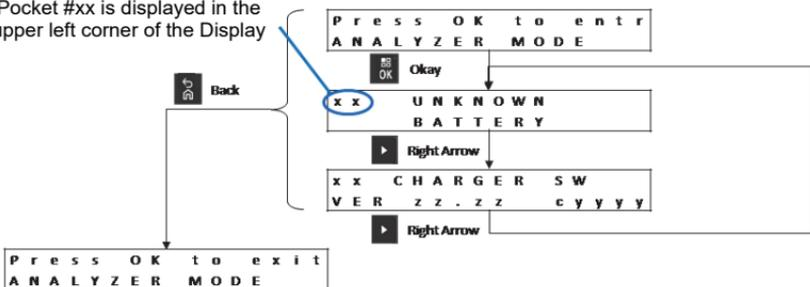 Pocket #xx is displayed in the
upper left corner of the Display
Press OK to entr
ANALYZER MODE
OK Okay
Back
xx UNKNOWN
BATTERY
Right Arrow
xx CHARGER SW
VER zz.zz cyyyy
Right Arrow
Press OK to exit
ANALYZER MODE